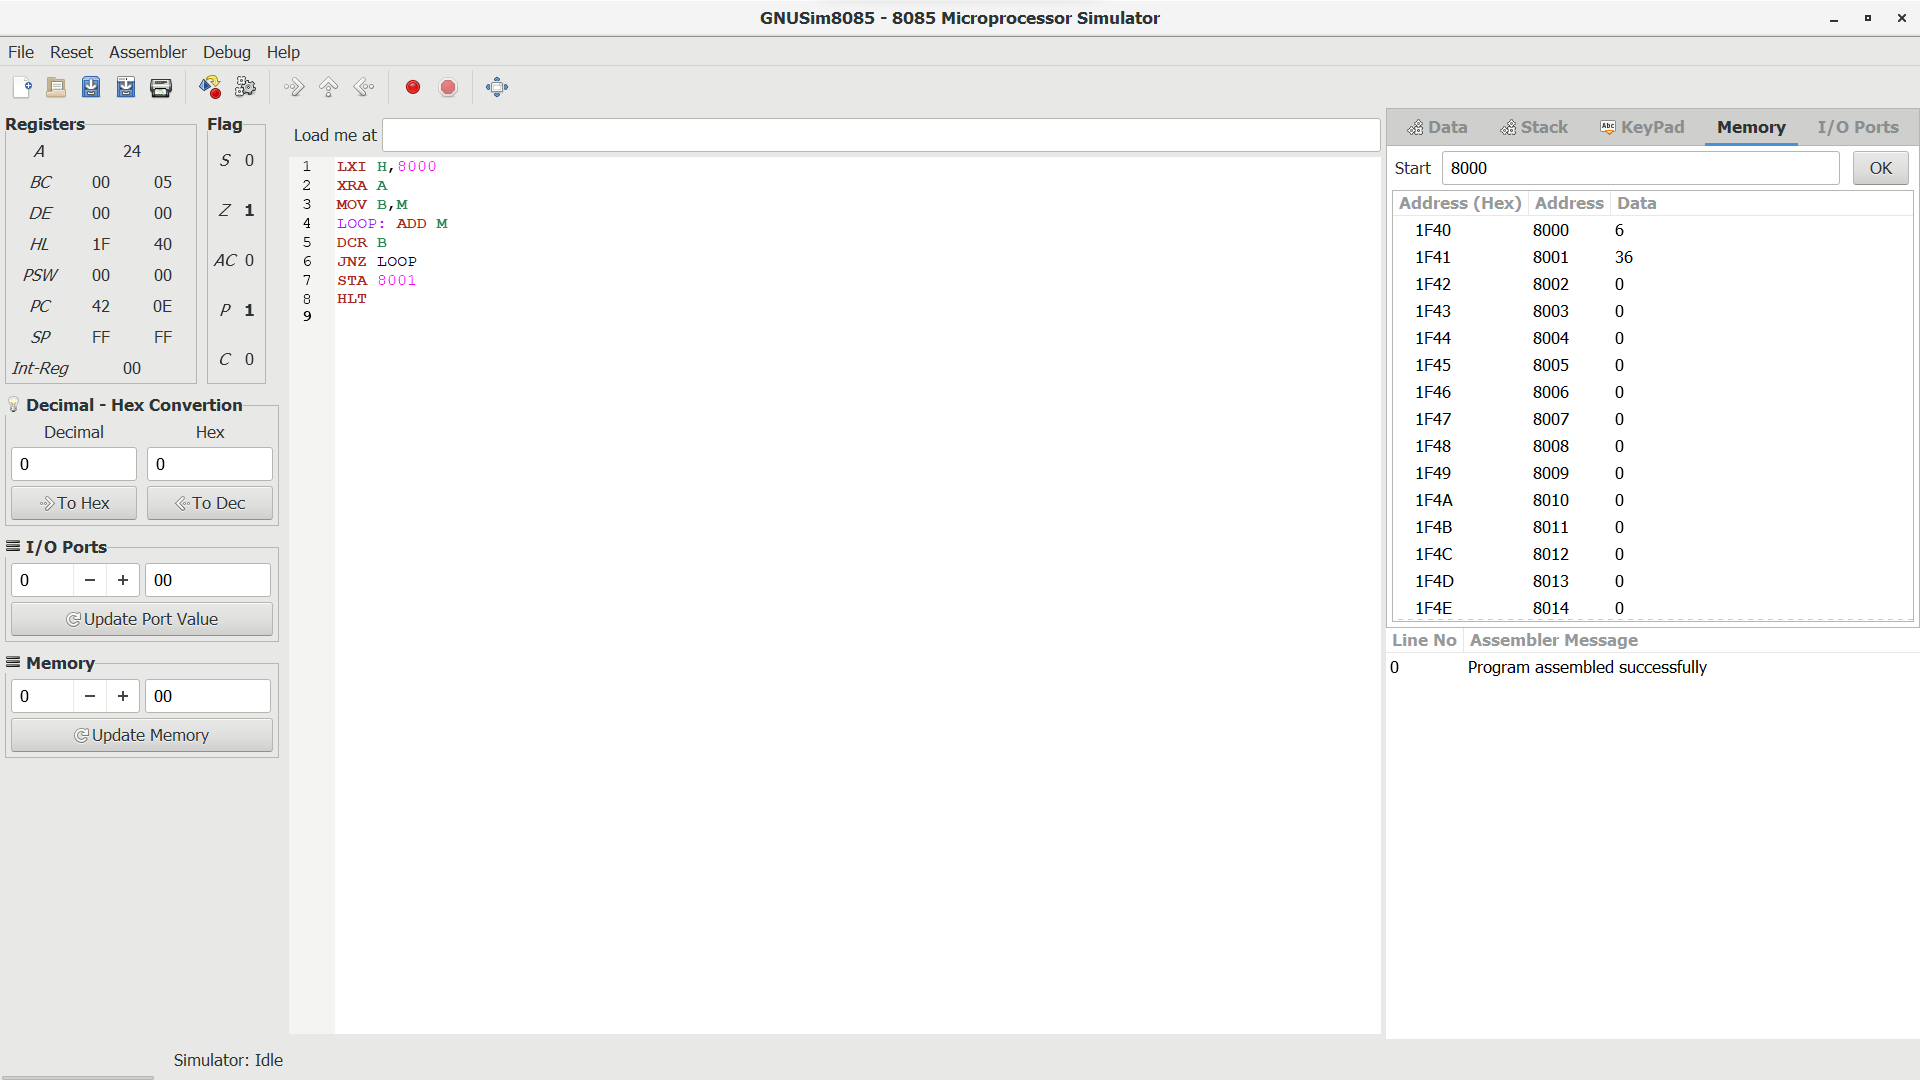 GNUSim8085 - 8085 Microprocessor Simulator
File Reset Assembler Debug Help
Registers
A 24
BC 00 05
DE 00 00
HL 1F 40
PSW 00 00
PC 42 0E
SP FF FF
Int-Reg 00
Flag
S 0
Z 1
AC 0
P 1
C 0
Decimal - Hex Convertion
Decimal Hex
0 0
To Hex To Dec
I/O Ports
0 − + 00
Update Port Value
Memory
0 − + 00
Update Memory
Load me at
1 LXI H,8000
2 XRA A
3 MOV B,M
4 LOOP: ADD M
5 DCR B
6 JNZ LOOP
7 STA 8001
8 HLT
9
Data Stack Abc KeyPad Memory I/O Ports
Start 8000 OK
Address (Hex) Address Data
1F40 8000 6
1F41 8001 36
1F42 8002 0
1F43 8003 0
1F44 8004 0
1F45 8005 0
1F46 8006 0
1F47 8007 0
1F48 8008 0
1F49 8009 0
1F4A 8010 0
1F4B 8011 0
1F4C 8012 0
1F4D 8013 0
1F4E 8014 0
Line No Assembler Message
0 Program assembled successfully
Simulator: Idle